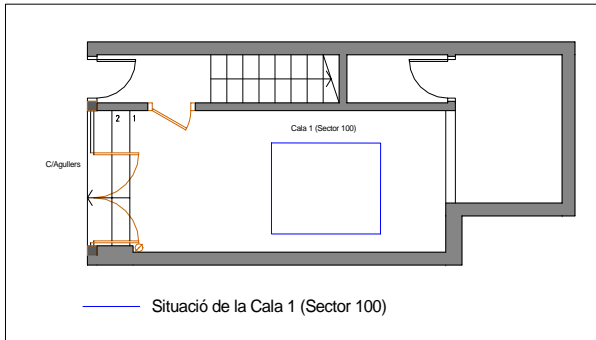 2 1
Cala 1 (Sector 100)
C/Agullers
Situació de la Cala 1 (Sector 100)